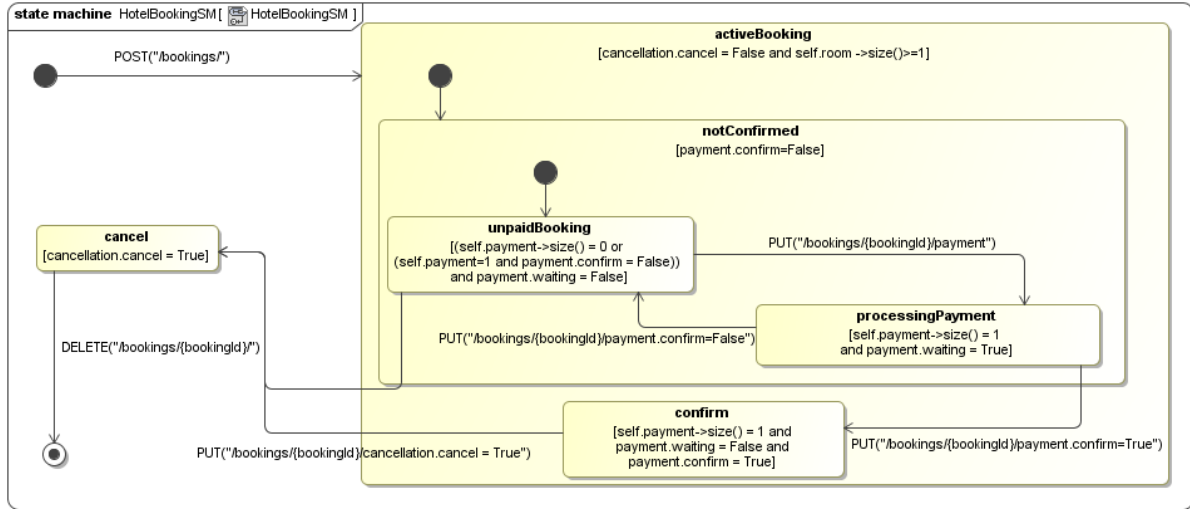 state machine HotelBookingSM [ HotelBookingSM ]
activeBooking
[cancellation.cancel = False and self.room ->size()>=1]
POST("/bookings/")
notConfirmed
[payment.confirm=False]
unpaidBooking
[(self.payment->size() = 0 or
(self.payment=1 and payment.confirm = False))
and payment.waiting = False]
PUT("/bookings/{bookingId}/payment")
cancel
[cancellation.cancel = True]
processingPayment
[self.payment->size() = 1
and payment.waiting = True]
PUT("/bookings/{bookingId}/payment.confirm=False")
DELETE("/bookings/{bookingId}/")
confirm
[self.payment->size() = 1 and
payment.waiting = False and
payment.confirm = True]
PUT("/bookings/{bookingId}/payment.confirm=True")
PUT("/bookings/{bookingId}/cancellation.cancel = True")